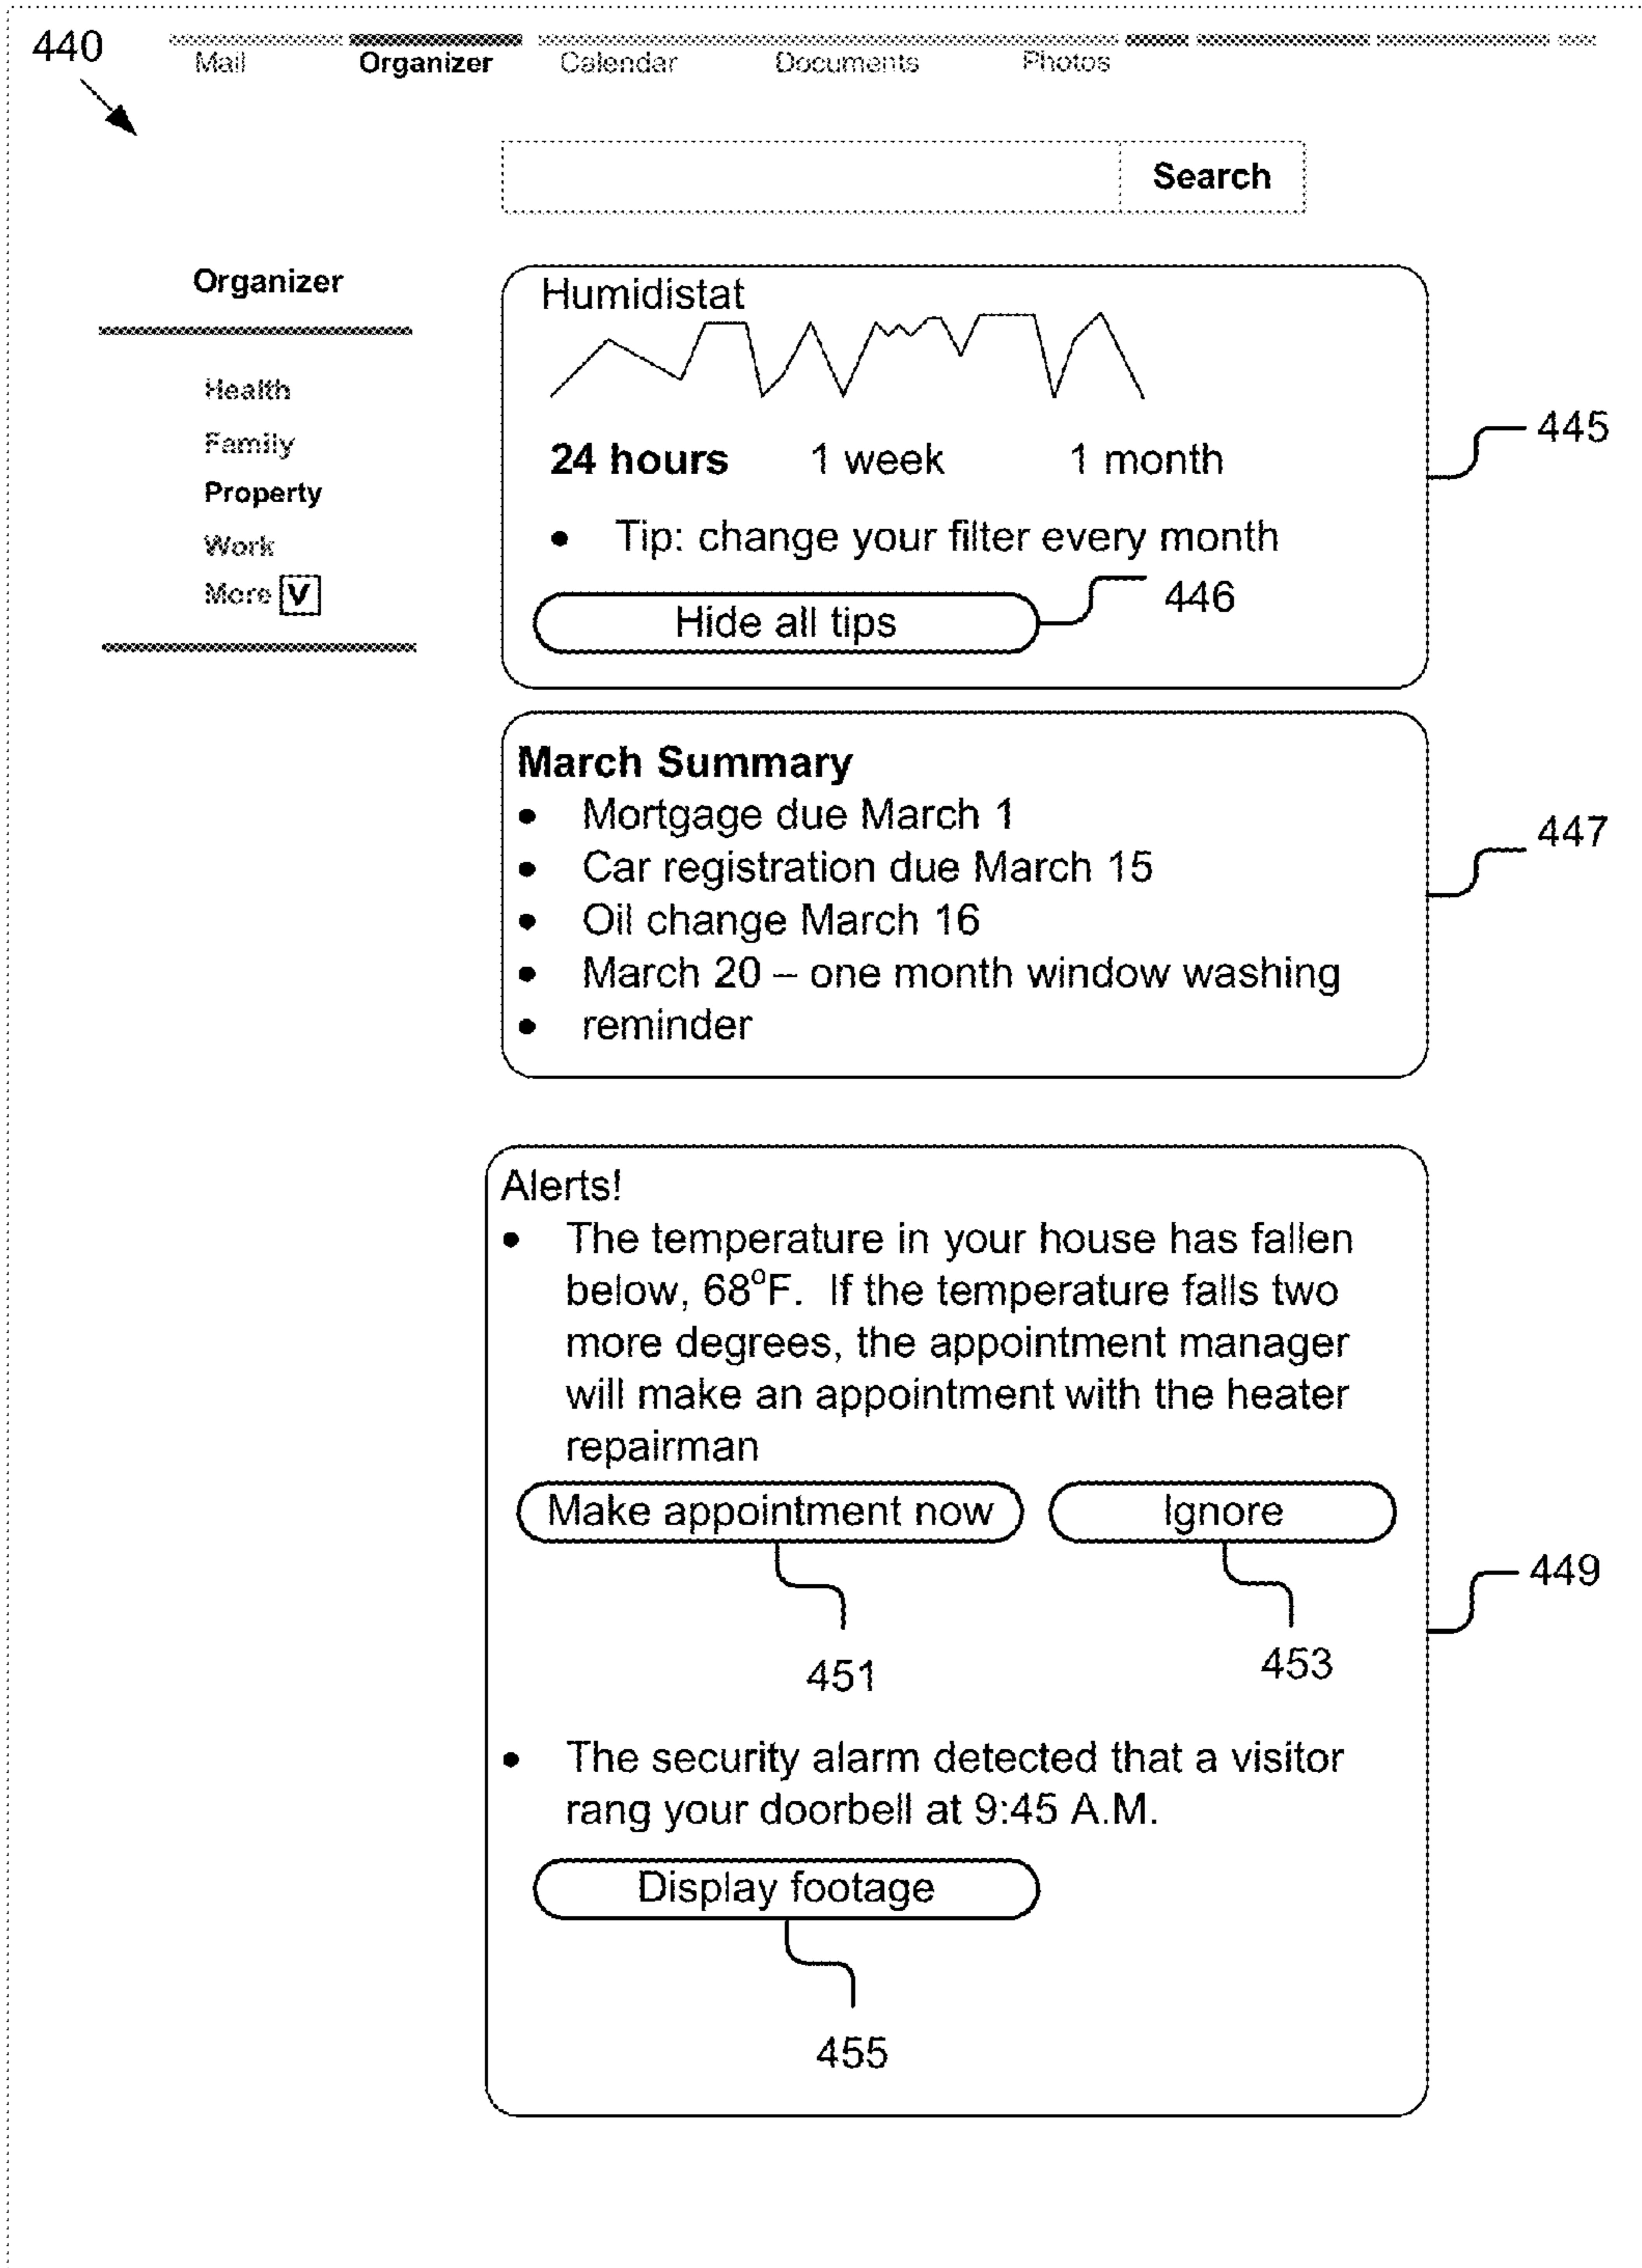 440
Mail Organizer Calendar Documents Photos
Search
Organizer
Health
Family
Property
Work
More V
Humidistat
24 hours 1 week 1 month
• Tip: change your filter every month
Hide all tips
445
446
March Summary
• Mortgage due March 1
• Car registration due March 15
• Oil change March 16
• March 20 – one month window washing
• reminder
447
Alerts!
• The temperature in your house has fallen
below, 68°F. If the temperature falls two
more degrees, the appointment manager
will make an appointment with the heater
repairman
Make appointment now Ignore
449
451
453
• The security alarm detected that a visitor
rang your doorbell at 9:45 A.M.
Display footage
455